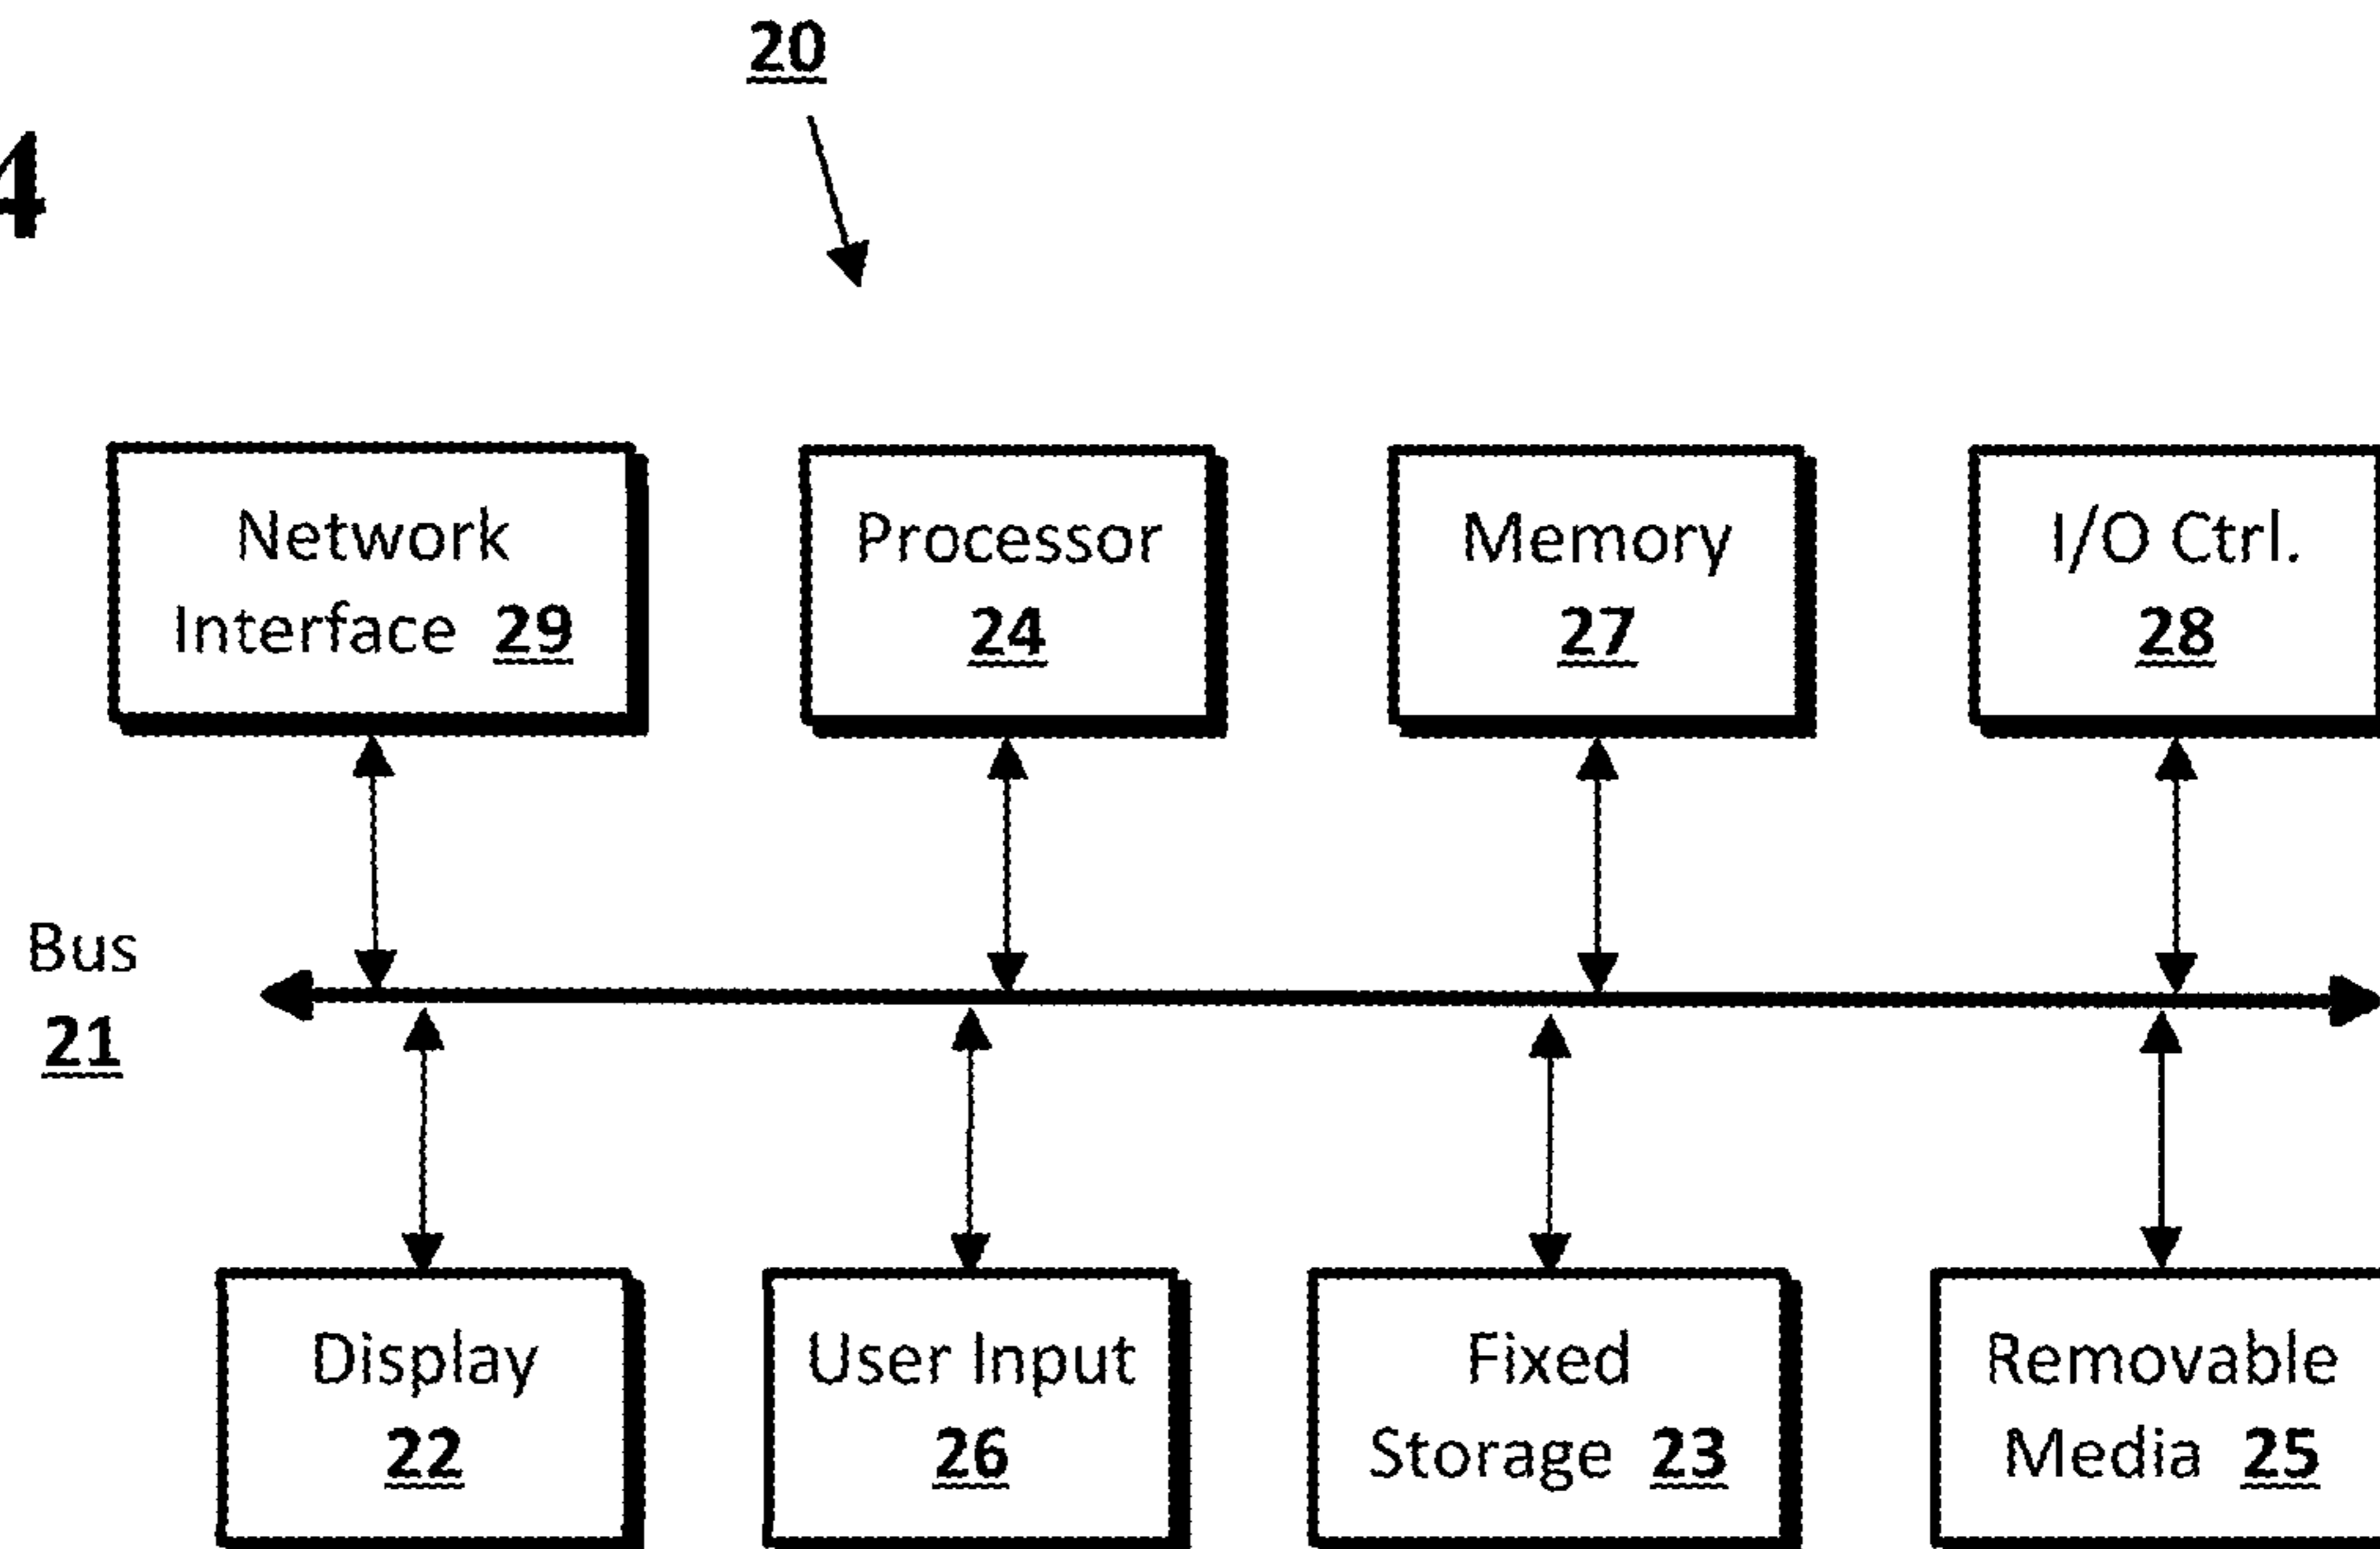 20
4
Network
Interface 29
Processor
24
Memory
27
I/O Ctrl.
28
Bus
21
Display
22
User Input
26
Fixed
Storage 23
Removable
Media 25